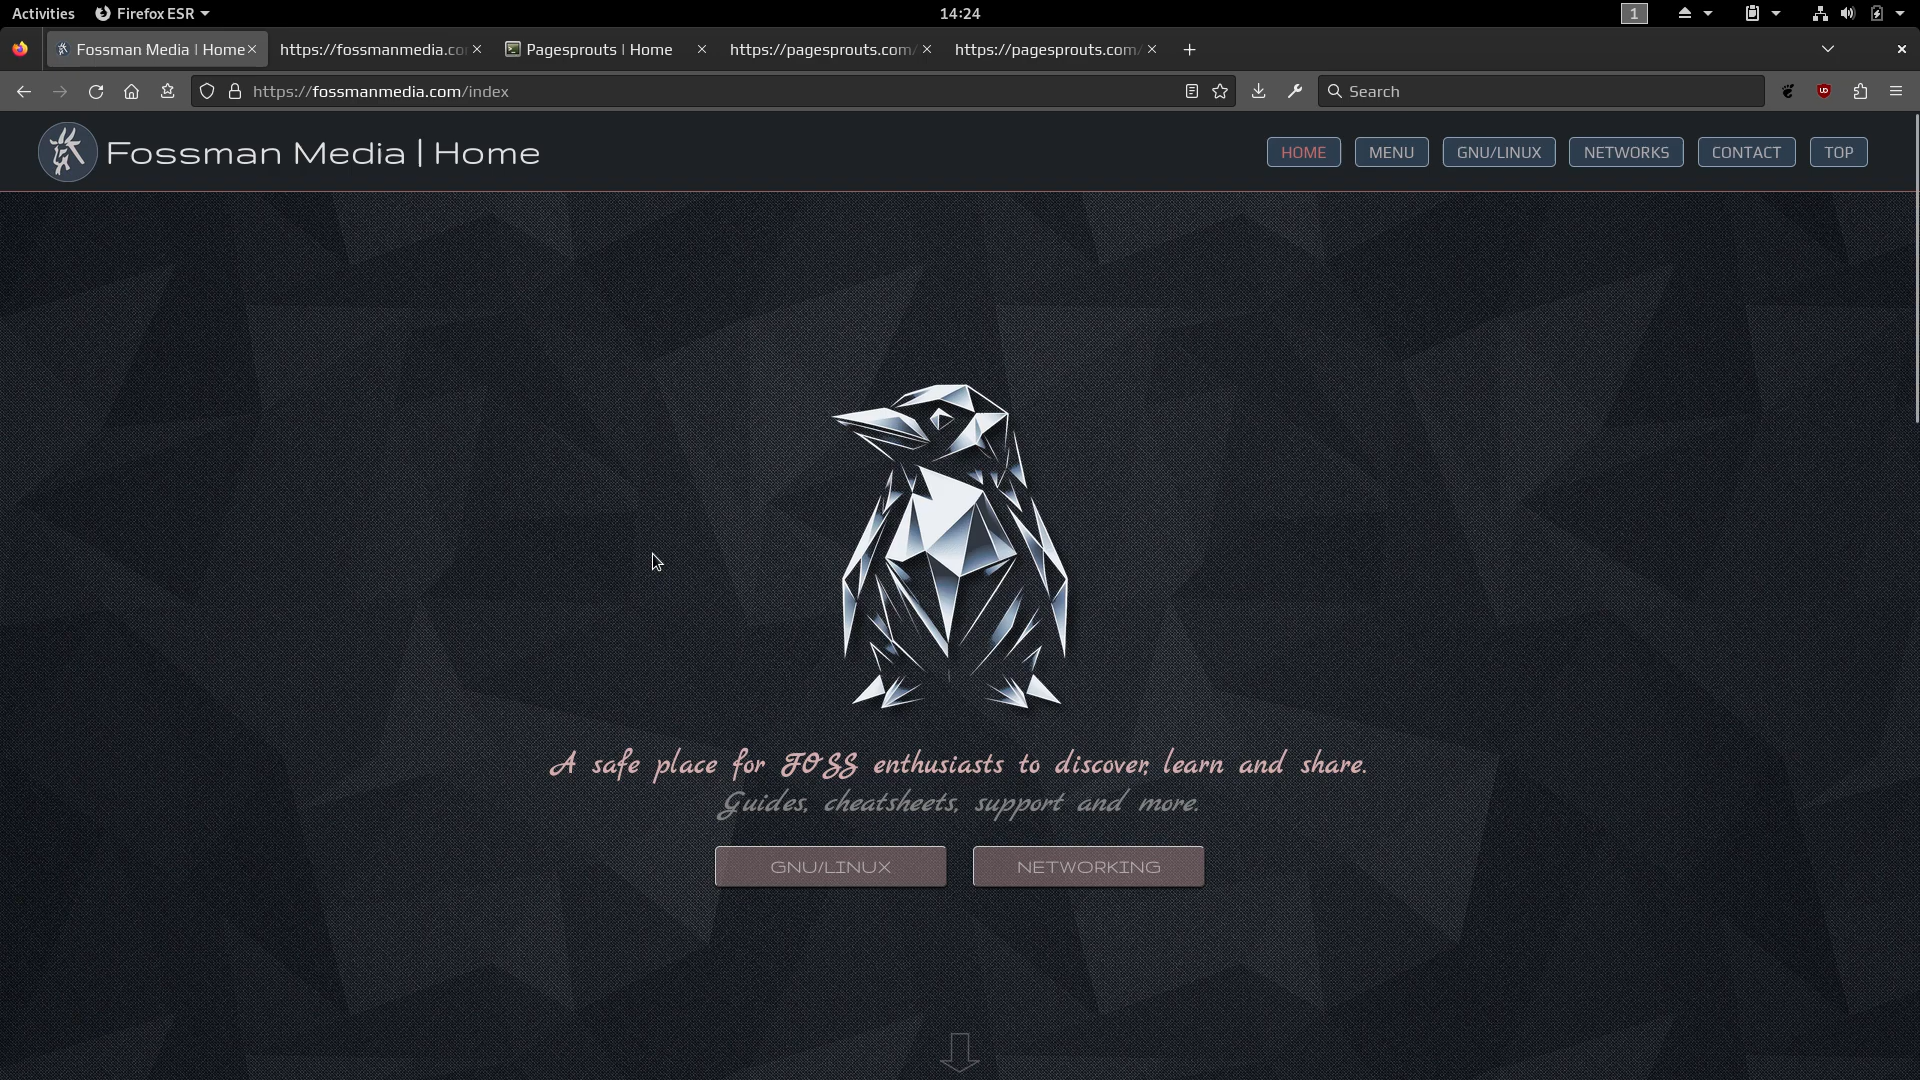 Activities Firefox ESR 14:24 1
Fossman Media | Home https://fossmanmedia.co Pagesprouts | Home https://pagesprouts.com/ https://pagesprouts.com/
https://fossmanmedia.com/index Search
Fossman Media | Home HOME MENU GNU/LINUX NETWORKS CONTACT TOP
A safe place for FOSS enthusiasts to discover, learn and share.
Guides, cheatsheets, support and more.
GNU/LINUX NETWORKING